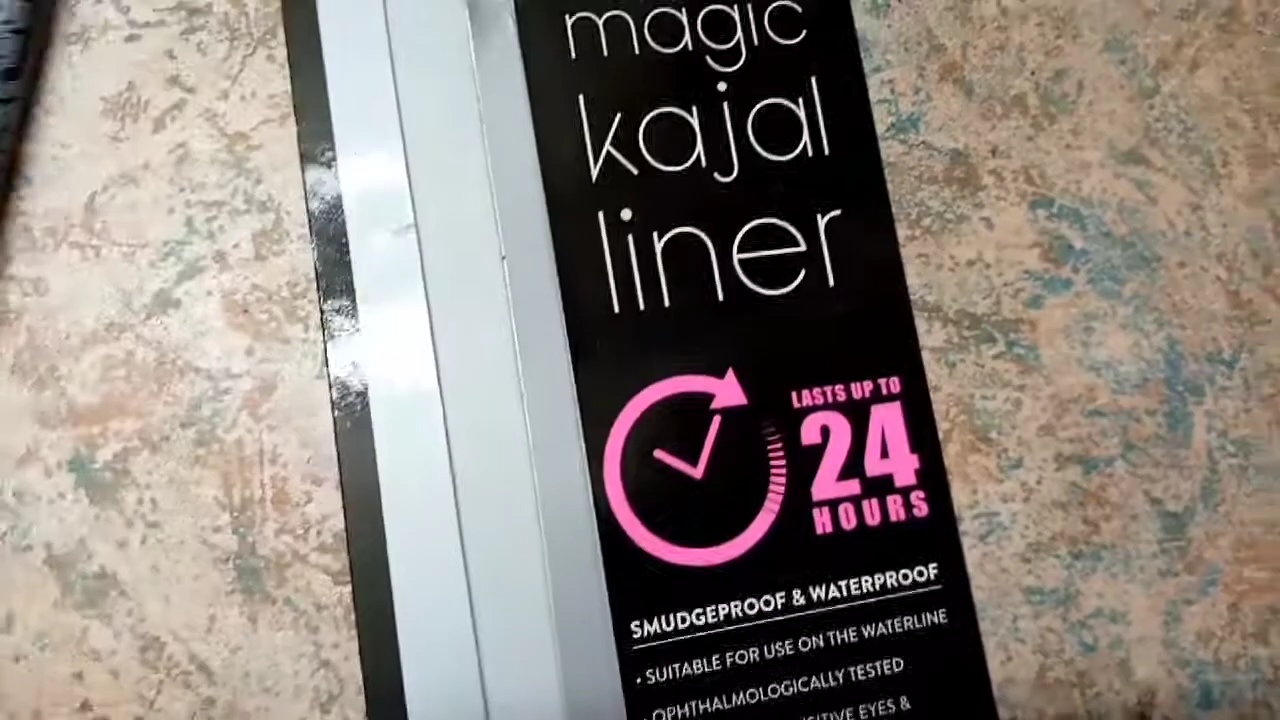 magic
kajal
liner
LASTS UP TO
24
HOURS
SMUDGEPROOF & WATERPROOF
• SUITABLE FOR USE ON THE WATERLINE
• OPHTHALMOLOGICALLY TESTED
EYES &